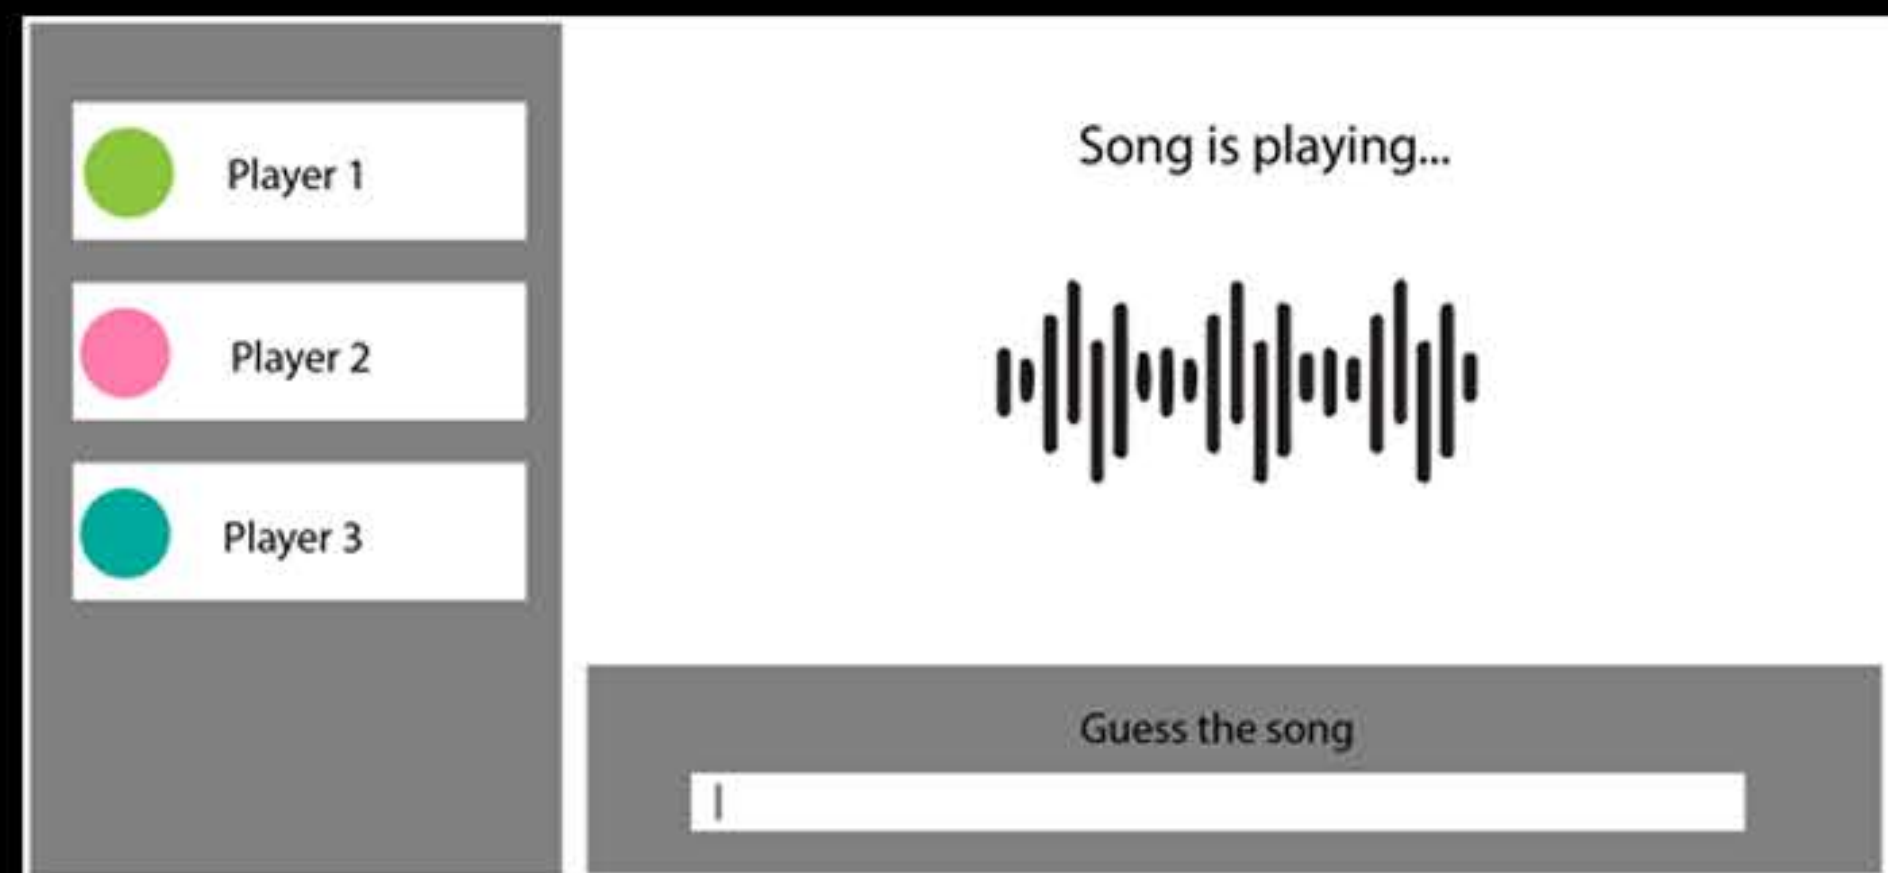 Player 1
Player 2
Player 3
Song is playing...
Guess the song